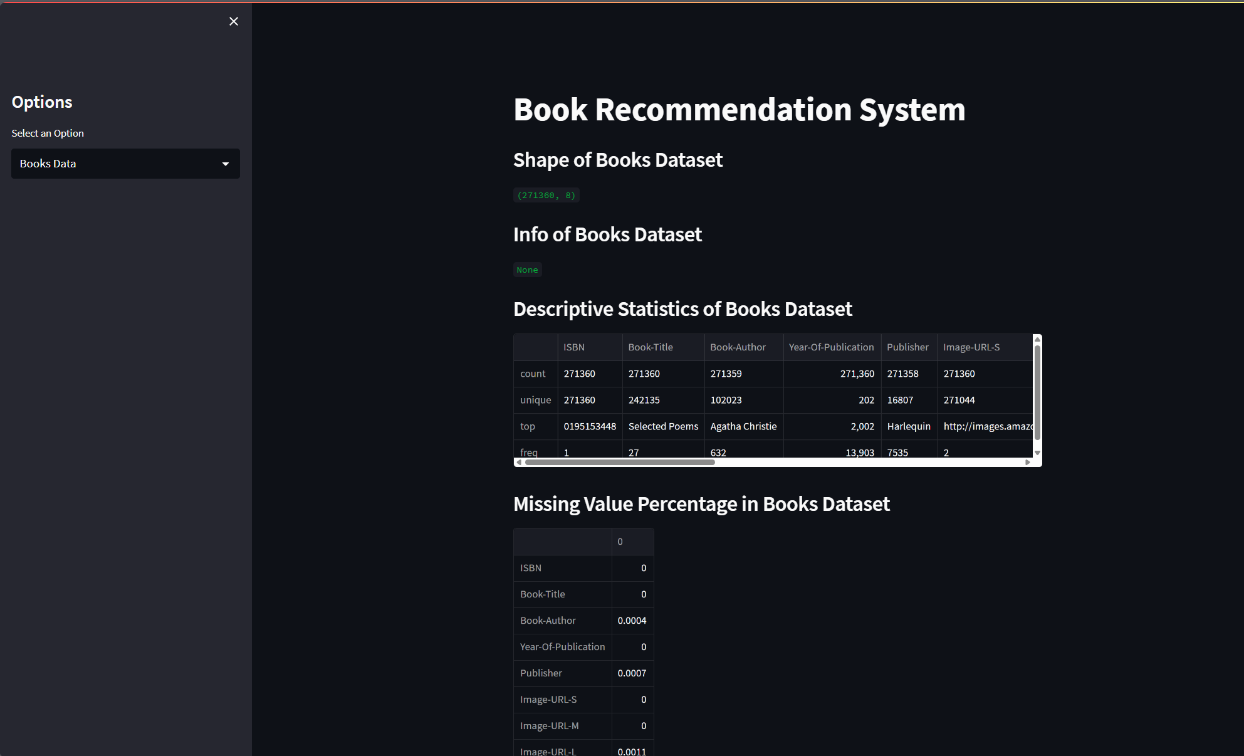 Options
Select an Option
Books Data
Book Recommendation System
Shape of Books Dataset
(271360, 8)
Info of Books Dataset
None
Descriptive Statistics of Books Dataset
ISBN Book-Title Book-Author Year-Of-Publication Publisher Image-URL-S
count 271360 271360 271359 271,360 271358 271360
unique 271360 242135 102023 202 16807 271044
top 0195153448 Selected Poems Agatha Christie 2,002 Harlequin http://images.amazo
freq 1 27 632 13,903 7535 2
Missing Value Percentage in Books Dataset
0
ISBN 0
Book-Title 0
Book-Author 0.0004
Year-Of-Publication 0
Publisher 0.0007
Image-URL-S 0
Image-URL-M 0
Image-URL-L 0.0011